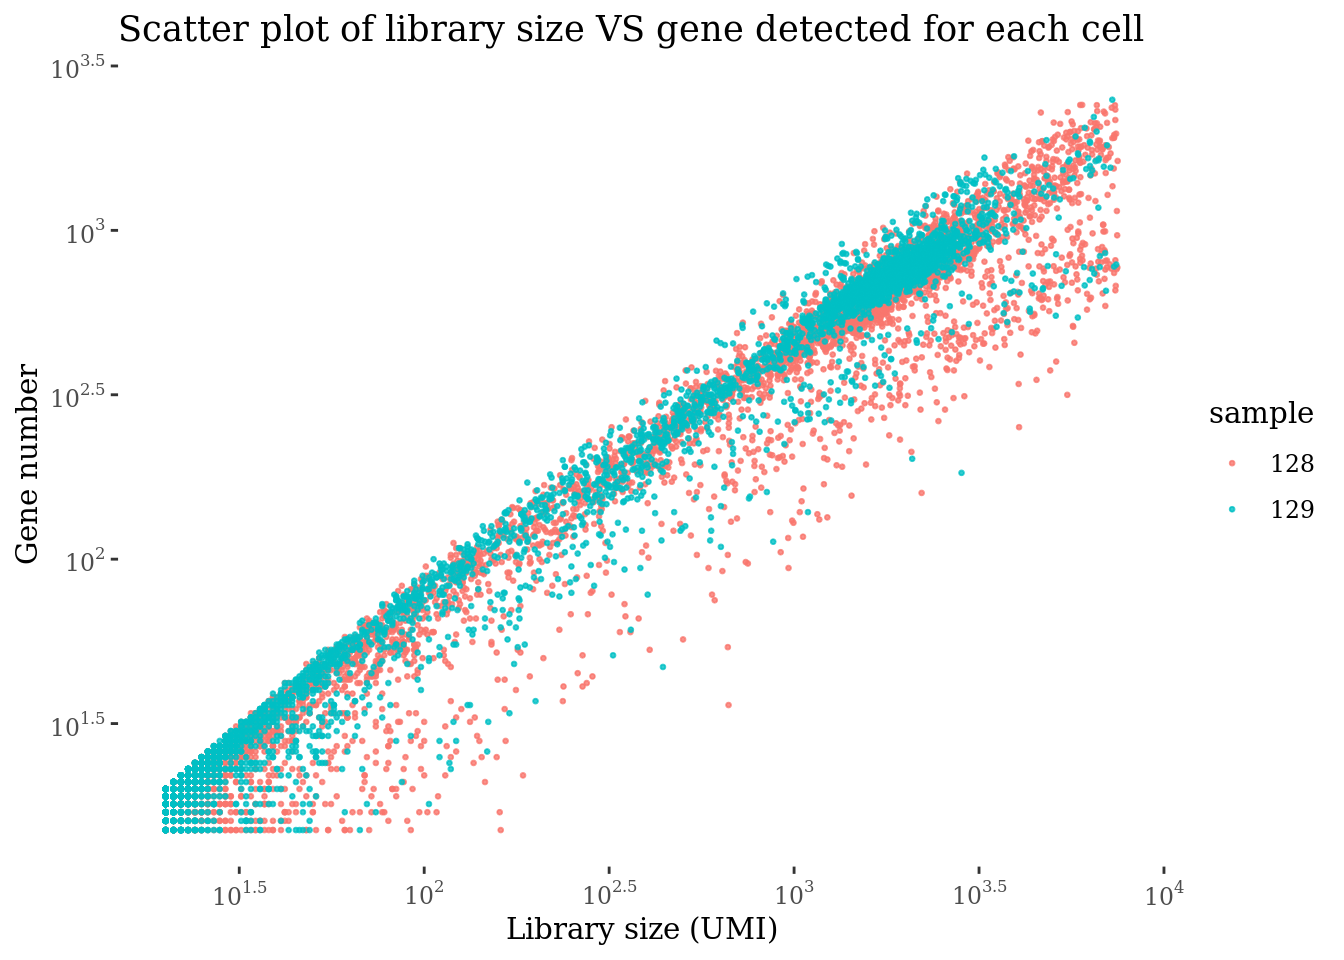 Scatter plot of library size VS gene detected for each cell
10^3.5
10^3
10^2.5
10^2
10^1.5
Gene number
10^1.5 10^2 10^2.5 10^3 10^3.5 10^4
Library size (UMI)
sample
128
129